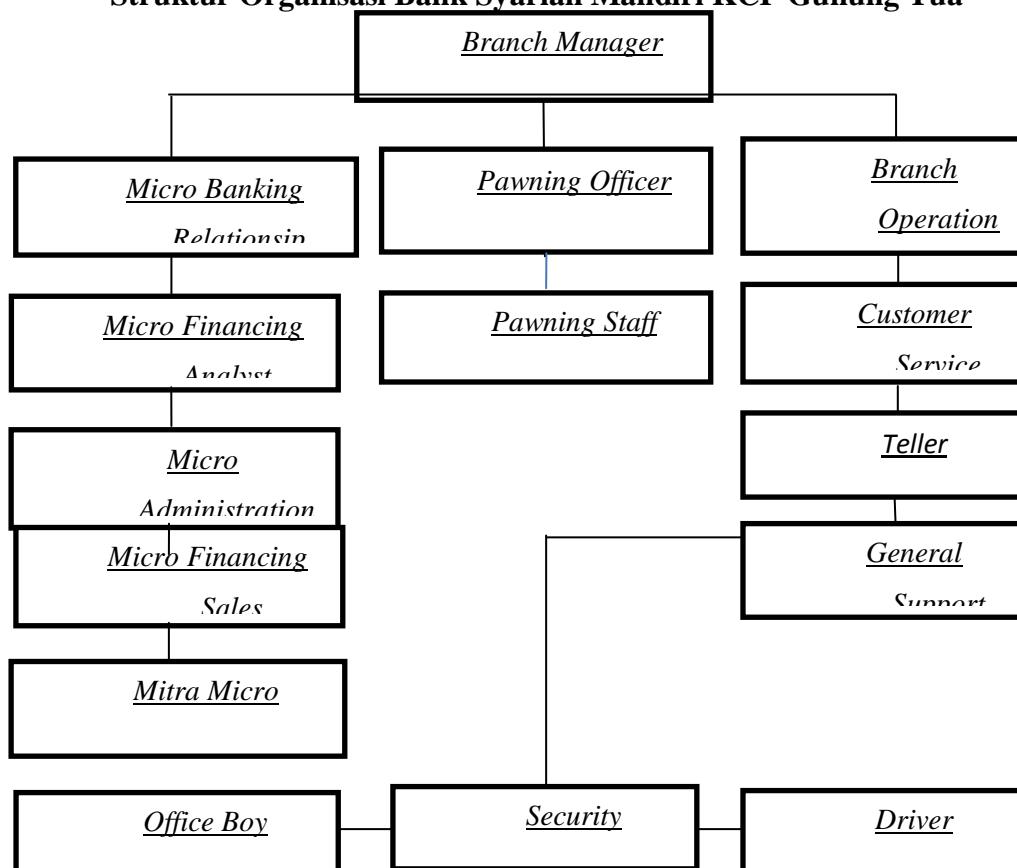 Struktur Organisasi Bank Syariah Mandiri KCP Gunung Tua
Branch Manager
Micro Banking
Relationsip
Pawning Officer
Branch
Operation
Micro Financing
Analyst
Pawning Staff
Customer
Service
Micro
Administration
Teller
Micro Financing
Sales
General
Support
Mitra Micro
Office Boy
Security
Driver